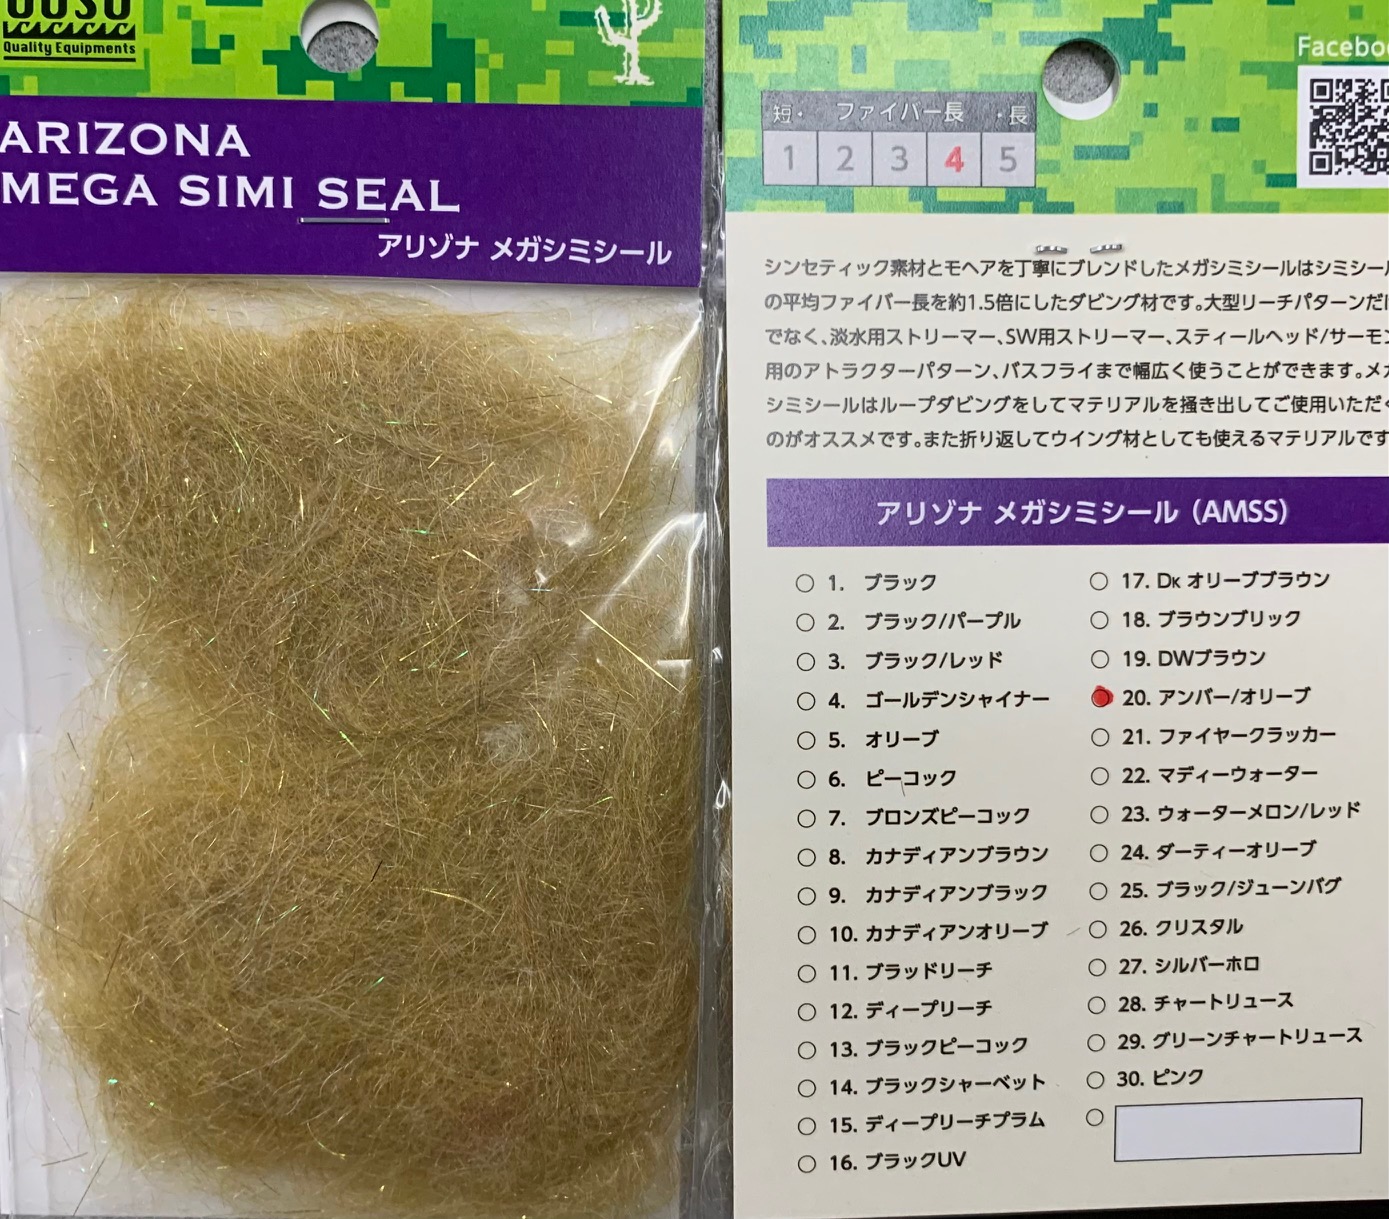 Quality Equipments
ARIZONA
MEGA SIMI SEAL
アリゾナ メガシミシール
Facebo
短・ ファイバー長 ・長
1 2 3 4 5
シンセティック素材とモヘアを丁寧にブレンドしたメガシミシールはシミシール
の平均ファイバー長を約1.5倍にしたダビング材です。大型リーチパターンだけ
でなく、淡水用ストリーマー、SW用ストリーマー、スティールヘッド/サーモン
用のアトラクターパターン、バスフライまで幅広く使うことができます。メガ
シミシールはループダビングをしてマテリアルを掻き出してご使用いただく
のがオススメです。また折り返してウイング材としても使えるマテリアルです
アリゾナ メガシミシール（AMSS）
1. ブラック
2. ブラック/パープル
3. ブラック/レッド
4. ゴールデンシャイナー
5. オリーブ
6. ピーコック
7. ブロンズピーコック
8. カナディアンブラウン
9. カナディアンブラック
10. カナディアンオリーブ
11. ブラッドリーチ
12. ディープリーチ
13. ブラックピーコック
14. ブラックシャーベット
15. ディープリーチプラム
16. ブラックUV
17. DK オリーブブラウン
18. ブラウンブリック
19. DWブラウン
20. アンバー/オリーブ
21. ファイヤークラッカー
22. マディーウォーター
23. ウォーターメロン/レッド
24. ダーティーオリーブ
25. ブラック/ジューンバグ
26. クリスタル
27. シルバーホロ
28. チャートリュース
29. グリーンチャートリュース
30. ピンク